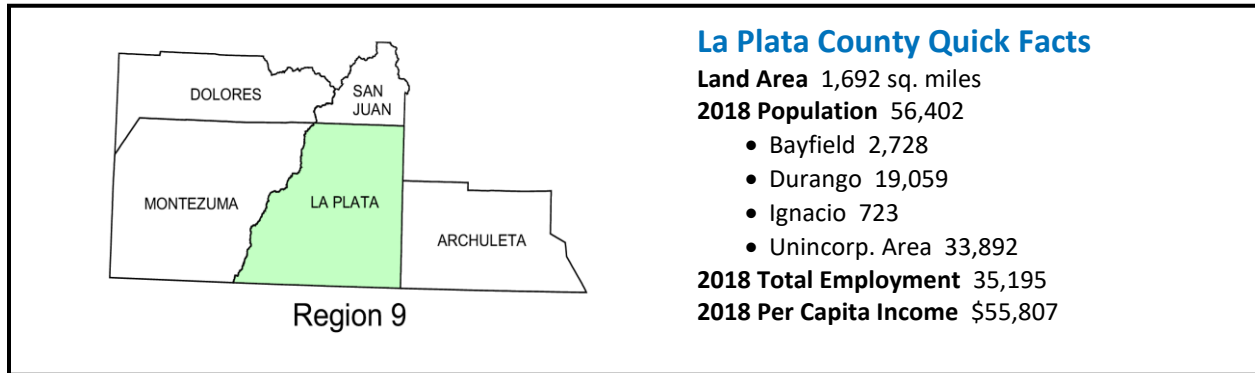 DOLORES
SAN
JUAN
MONTEZUMA
LA PLATA
ARCHULETA
Region 9
La Plata County Quick Facts
Land Area 1,692 sq. miles
2018 Population 56,402
• Bayfield 2,728
• Durango 19,059
• Ignacio 723
• Unincorp. Area 33,892
2018 Total Employment 35,195
2018 Per Capita Income $55,807